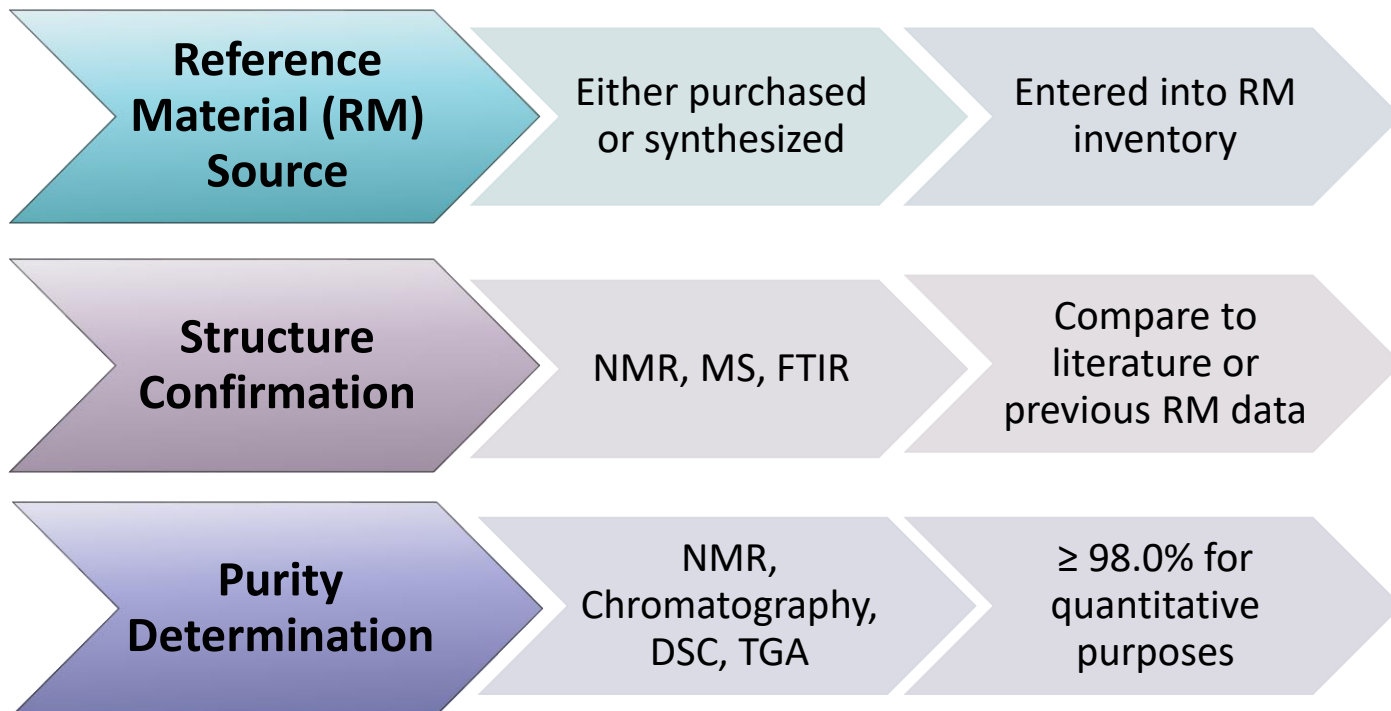 Reference
Material (RM)
Source
Either purchased
or synthesized
Entered into RM
inventory
Structure
Confirmation
NMR, MS, FTIR
Compare to
literature or
previous RM data
Purity
Determination
NMR,
Chromatography,
DSC, TGA
≥ 98.0% for
quantitative
purposes